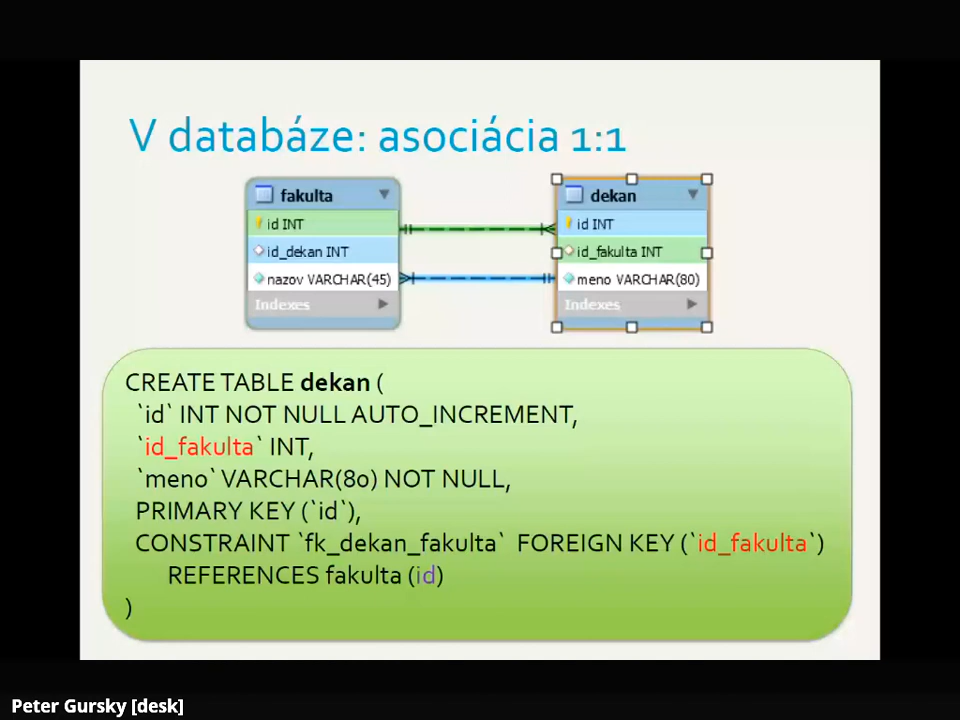 V databáze: asociácia 1:1
fakulta
id INT
id_dekan INT
nazov VARCHAR(45)
Indexes
dekan
id INT
id_fakulta INT
meno VARCHAR(80)
Indexes
CREATE TABLE dekan (
`id` INT NOT NULL AUTO_INCREMENT,
`id_fakulta` INT,
`meno` VARCHAR(80) NOT NULL,
PRIMARY KEY (`id`),
CONSTRAINT `fk_dekan_fakulta` FOREIGN KEY (`id_fakulta`)
REFERENCES fakulta (id)
)
Peter Gursky [desk]